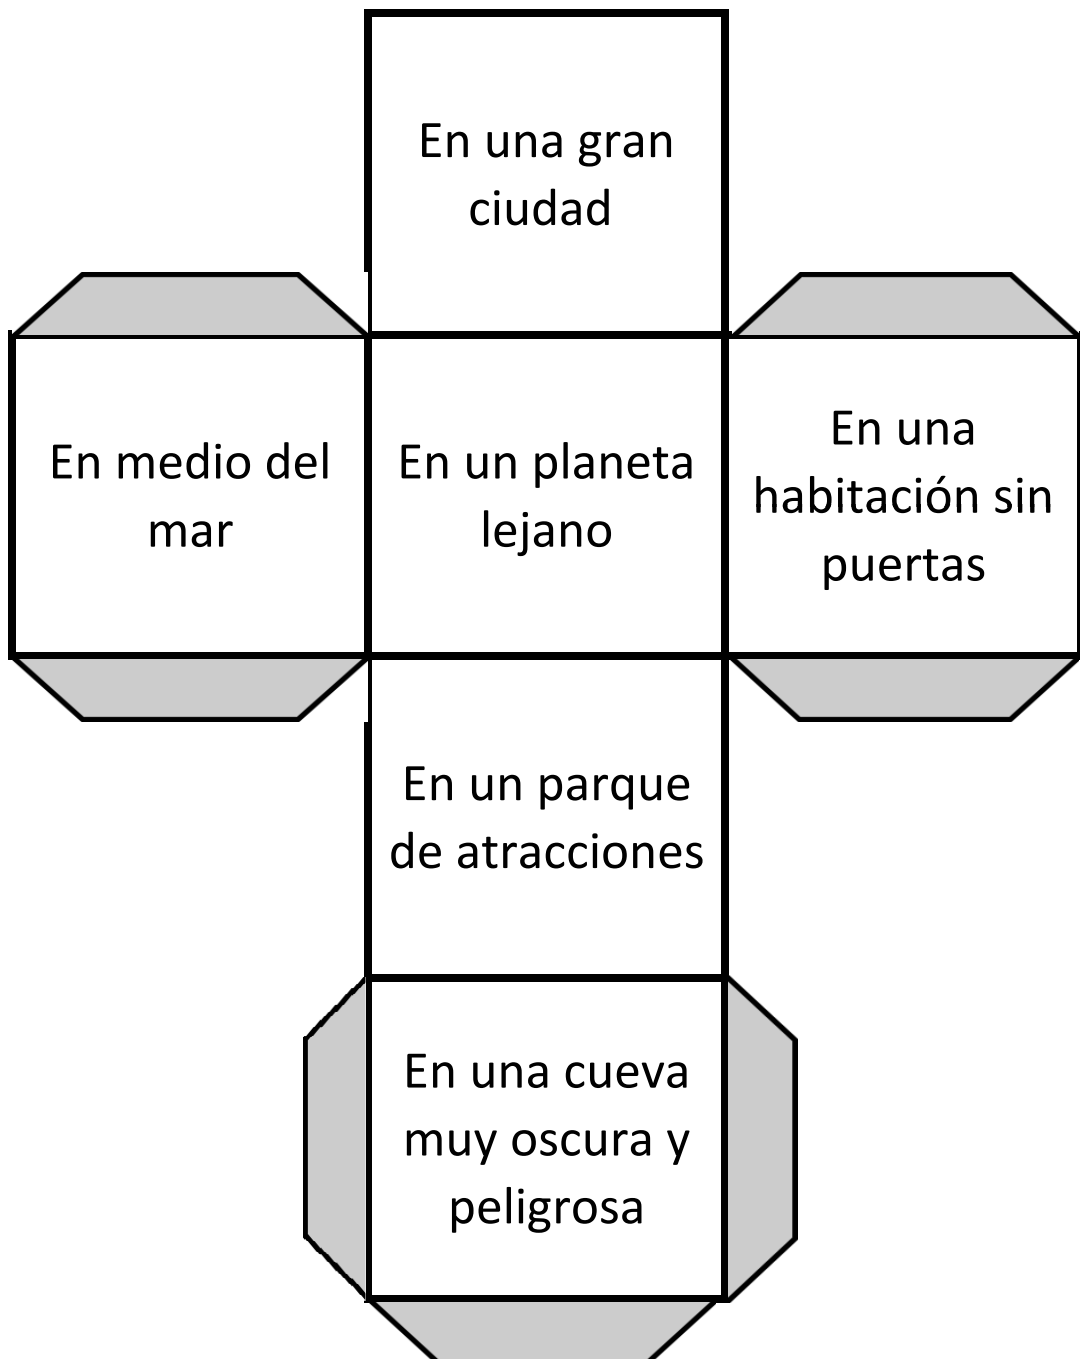 En una gran
ciudad
En medio del
mar
En un planeta
lejano
En una
habitación sin
puertas
En un parque
de atracciones
En una cueva
muy oscura y
peligrosa